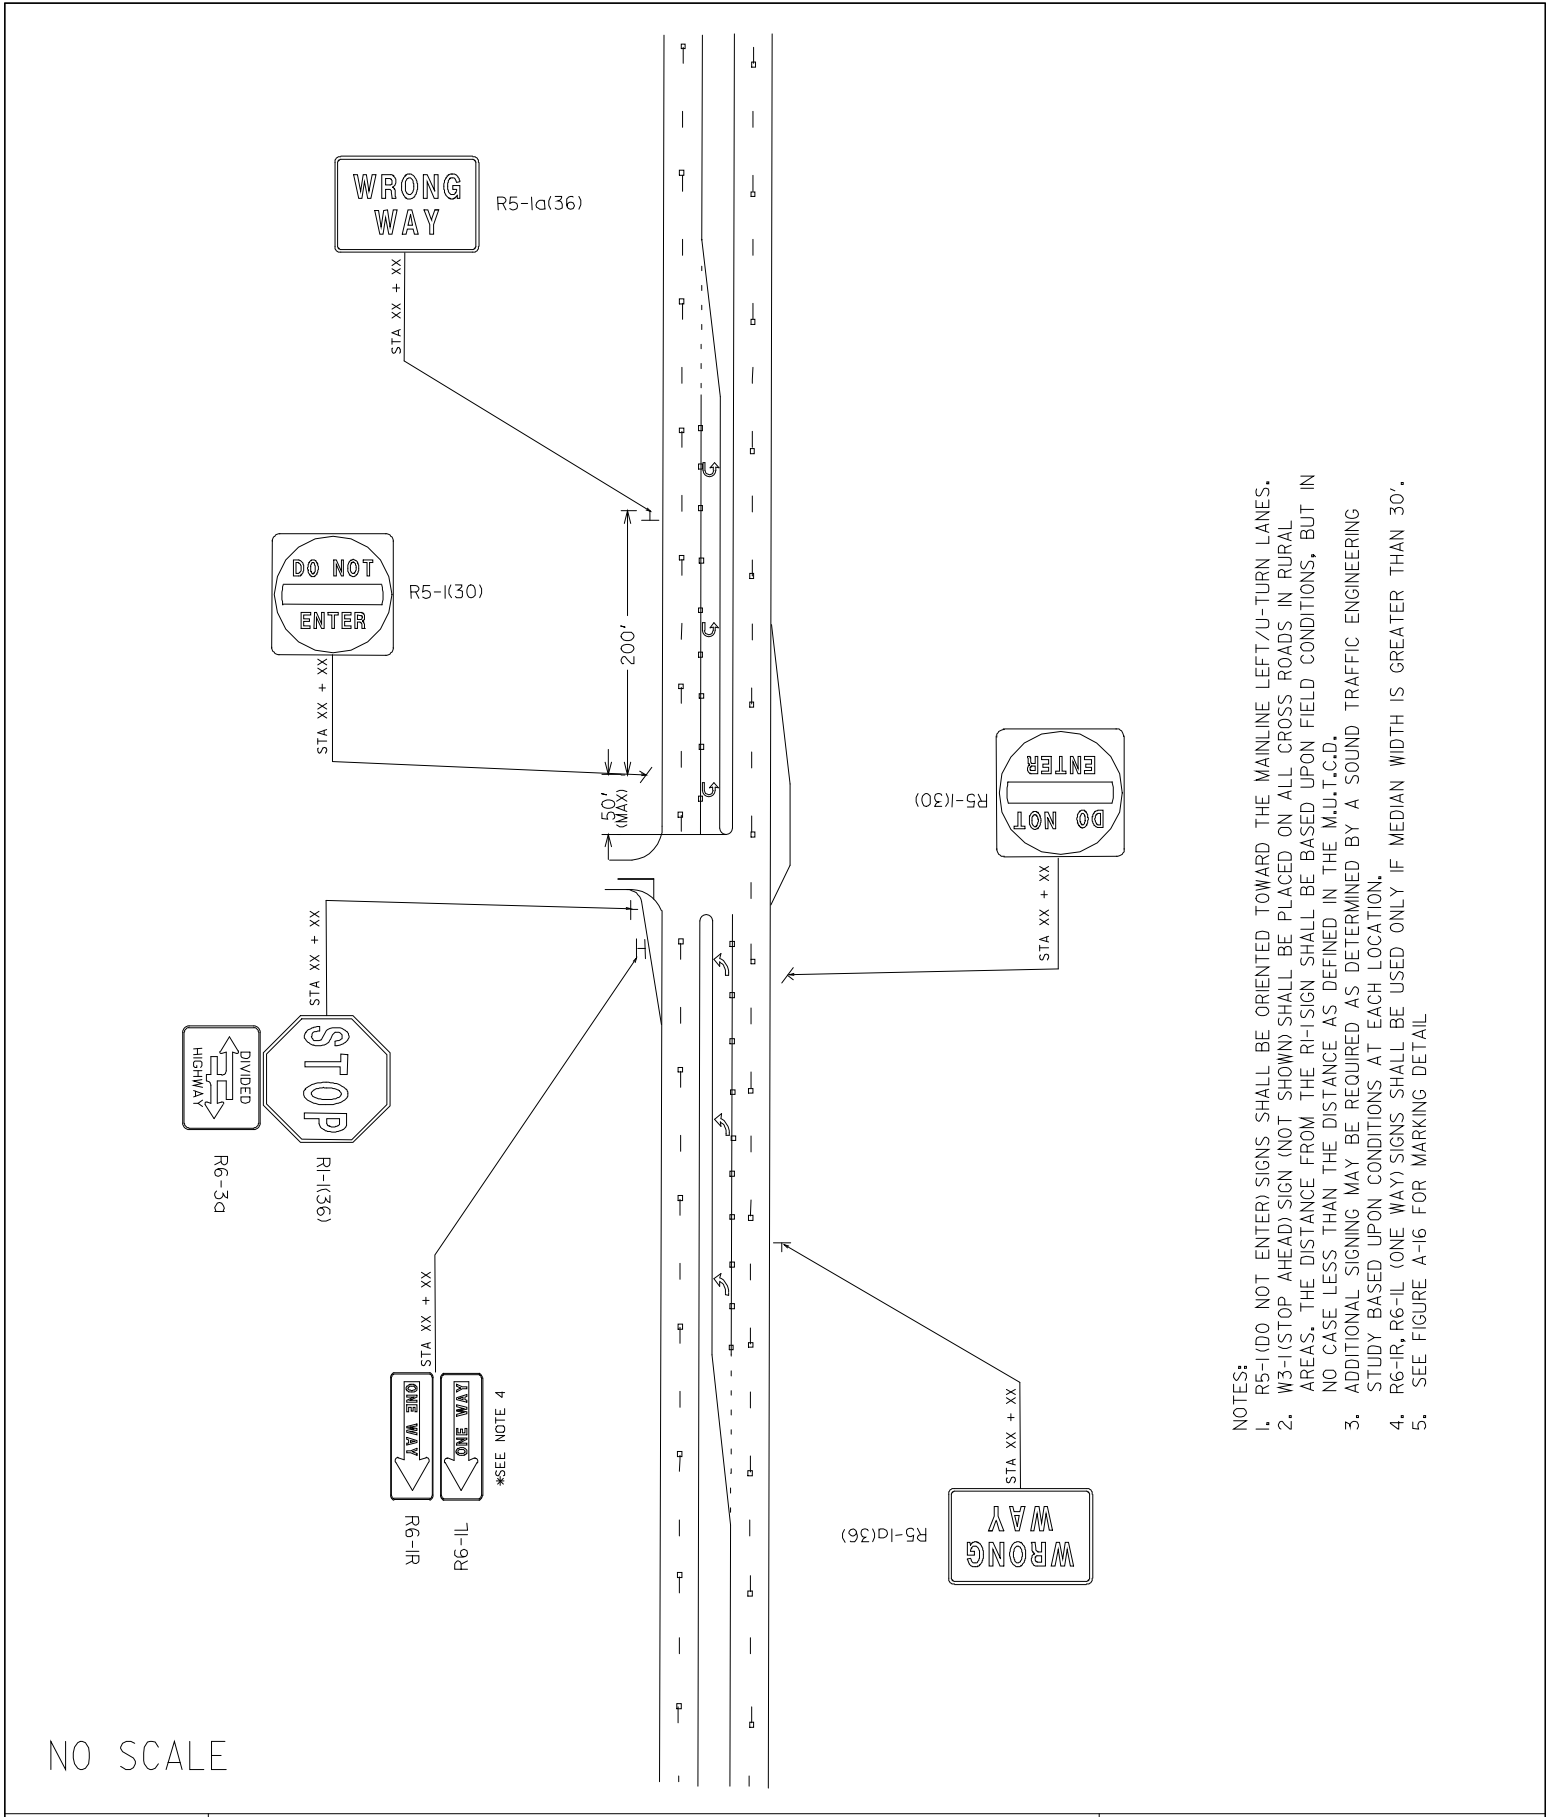 WRONG
WAY
R5-1a(36)
STA XX + XX
DO NOT
ENTER
R5-1(30)
STA XX + XX
200'
50'
(MAX)
DO NOT
ENTER
R5-1(30)
STA XX + XX
STA XX + XX
STOP
DIVIDED
HIGHWAY
R1-1(36)
R6-3a
STA XX + XX
ONE WAY
ONE WAY
*SEE NOTE 4
R6-1R
R6-1L
STA XX + XX
WRONG
WAY
R5-1a(36)
NOTES:
1. R5-1(DO NOT ENTER) SIGNS SHALL BE ORIENTED TOWARD THE MAINLINE LEFT/U-TURN LANES.
2. W3-1(STOP AHEAD) SIGN (NOT SHOWN) SHALL BE PLACED ON ALL CROSS ROADS IN RURAL
AREAS. THE DISTANCE FROM THE R1-1 SIGN SHALL BE BASED UPON FIELD CONDITIONS, BUT IN
NO CASE LESS THAN THE DISTANCE AS DEFINED IN THE M.U.T.C.D.
3. ADDITIONAL SIGNING MAY BE REQUIRED AS DETERMINED BY A SOUND TRAFFIC ENGINEERING
STUDY BASED UPON CONDITIONS AT EACH LOCATION.
4. R6-1R, R6-1L (ONE WAY) SIGNS SHALL BE USED ONLY IF MEDIAN WIDTH IS GREATER THAN 30'.
5. SEE FIGURE A-16 FOR MARKING DETAIL
NO SCALE